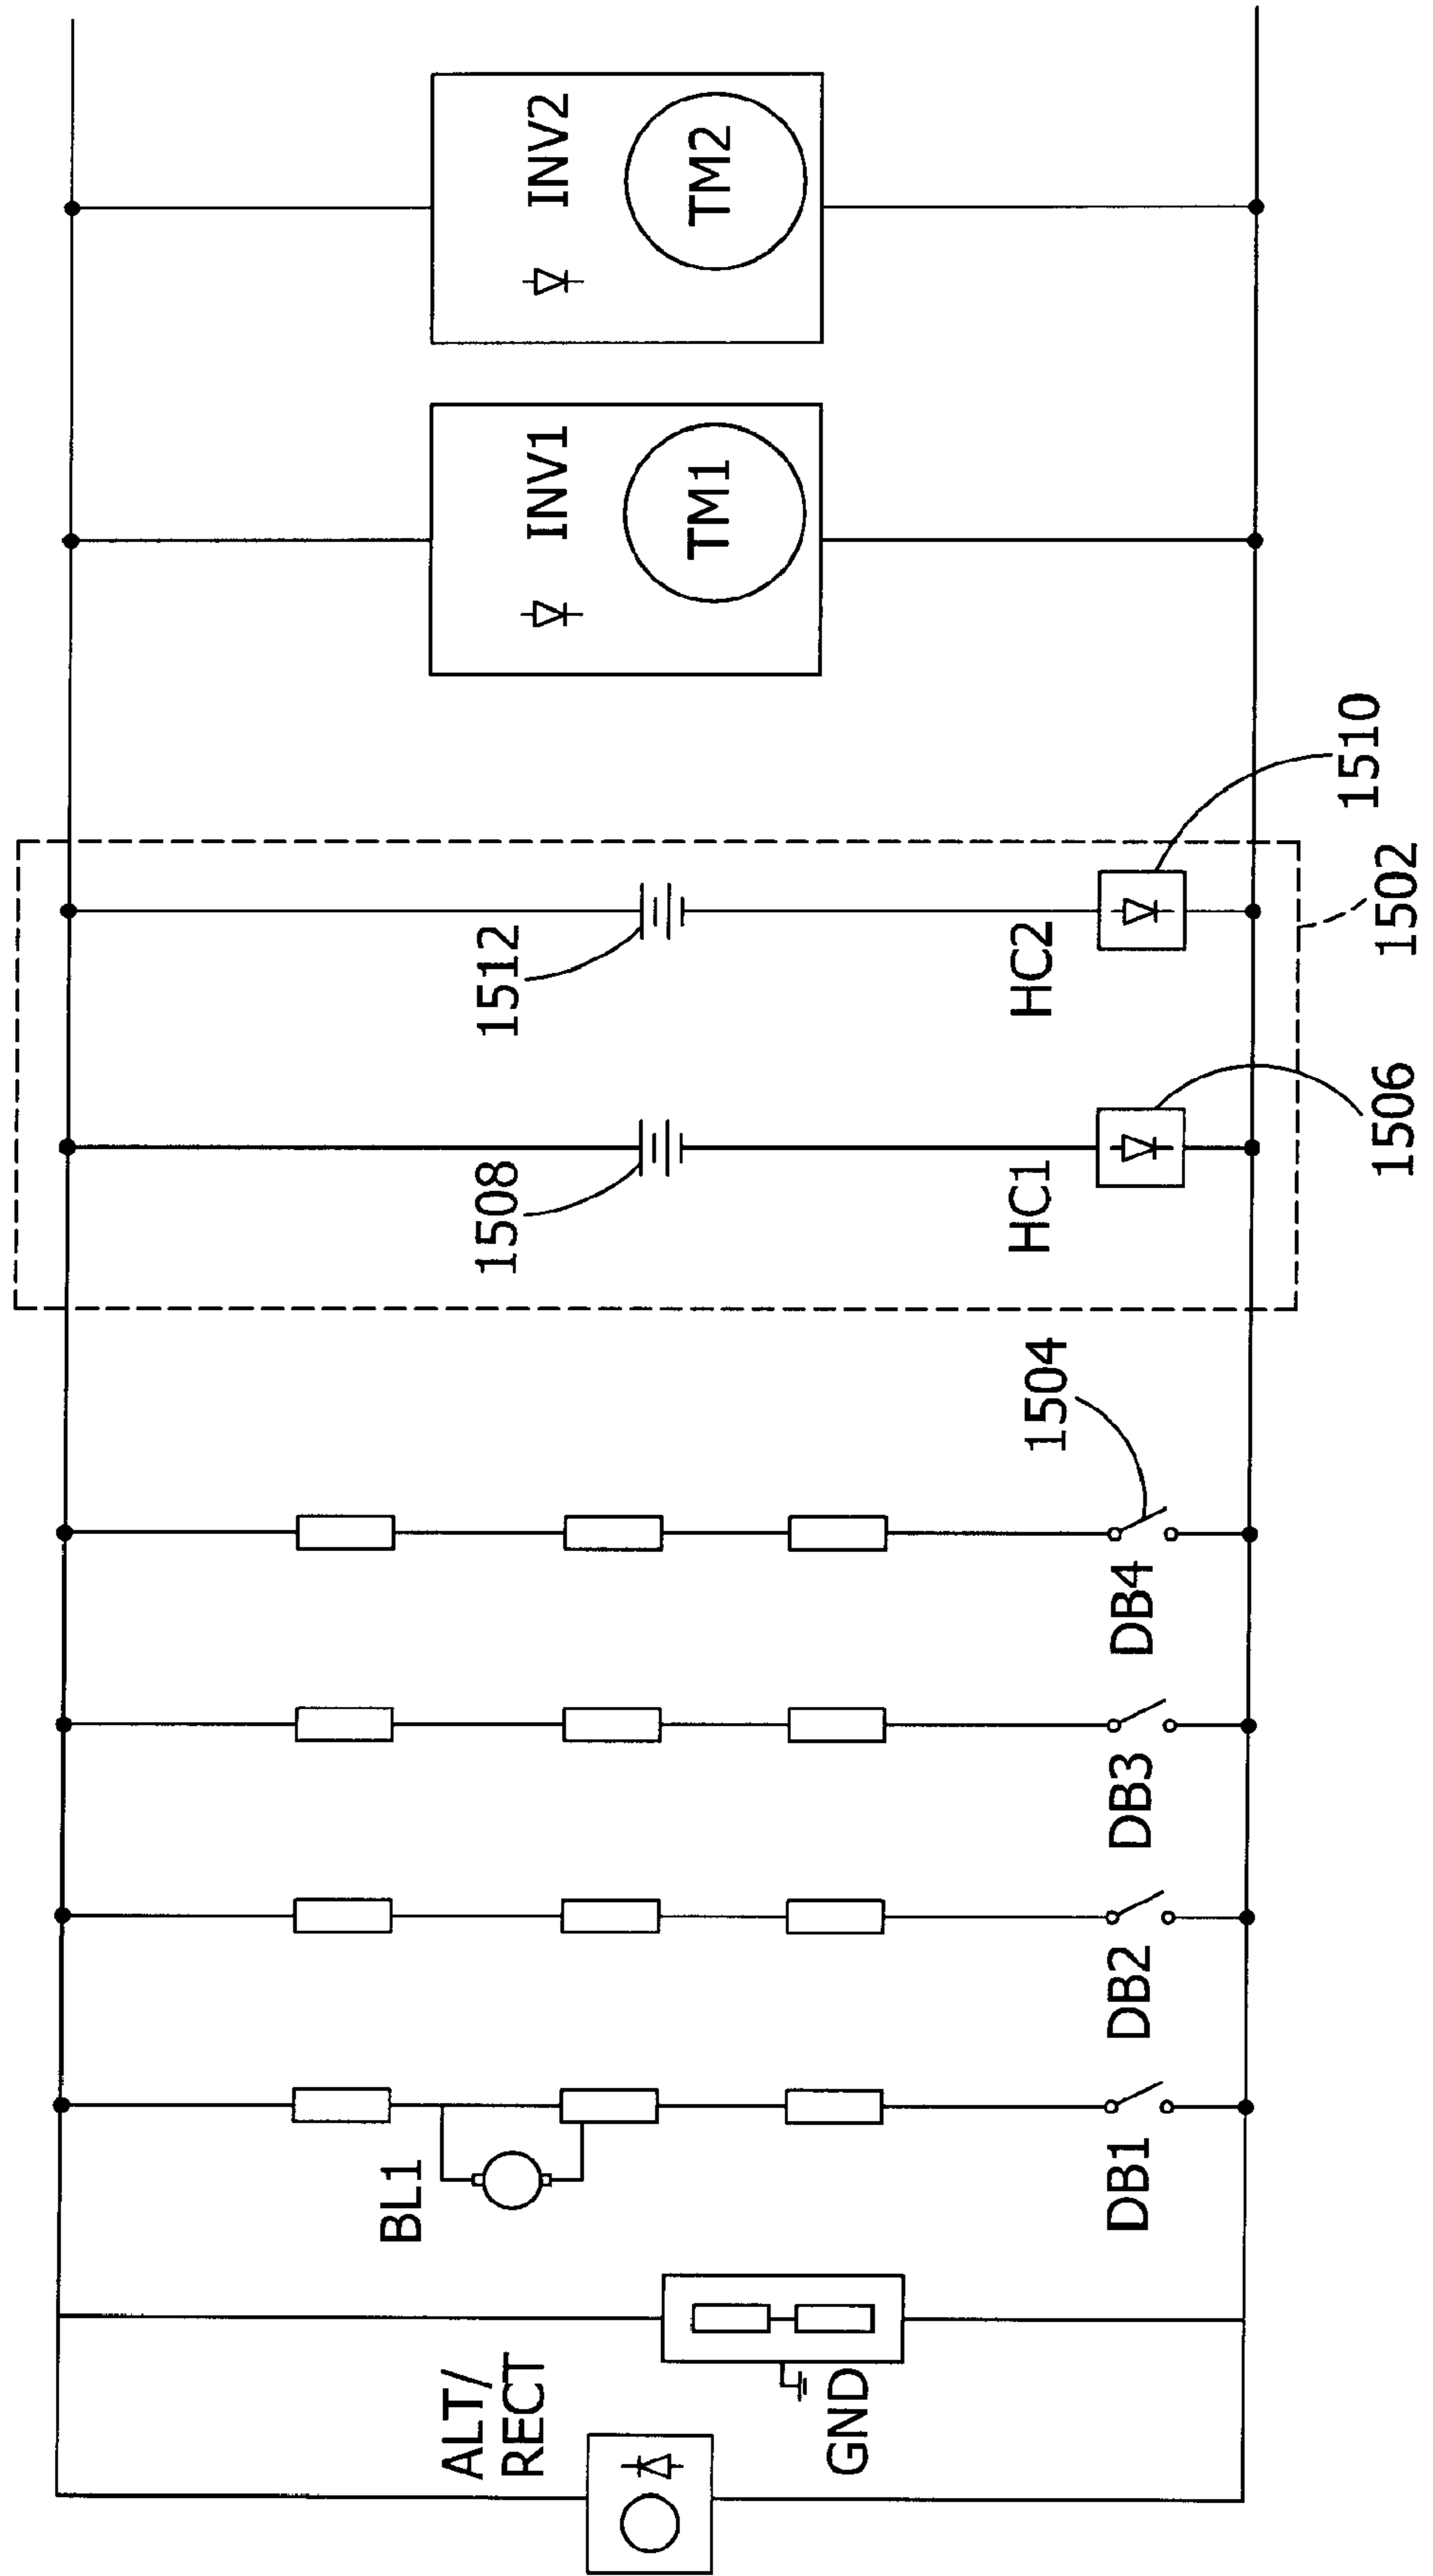 ALT/
RECT
GND
BL1
DB1
DB2
DB3
DB4
1504
1508
HC1
1506
1512
HC2
1510
1502
INV1
TM1
INV2
TM2